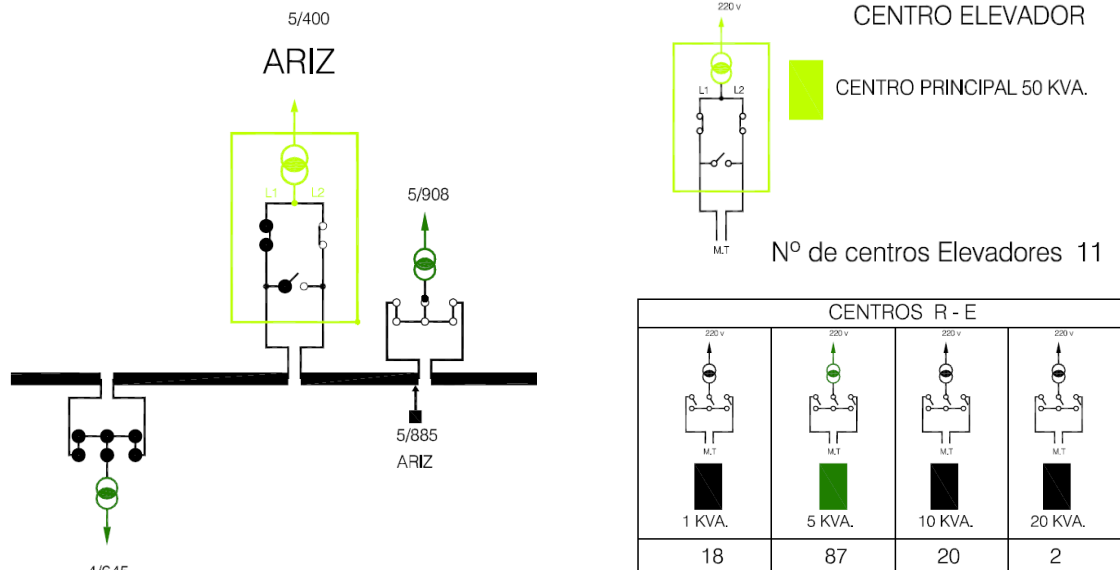 5/400
ARIZ
L1 L2
5/908
5/885
ARIZ
220 v
CENTRO ELEVADOR
L1 L2
CENTRO PRINCIPAL 50 KVA.
M.T
Nº de centros Elevadores 11
CENTROS R - E
220 v 220 v 220 v 220 v
M.T M.T M.T M.T
1 KVA. 5 KVA. 10 KVA. 20 KVA.
18 87 20 2